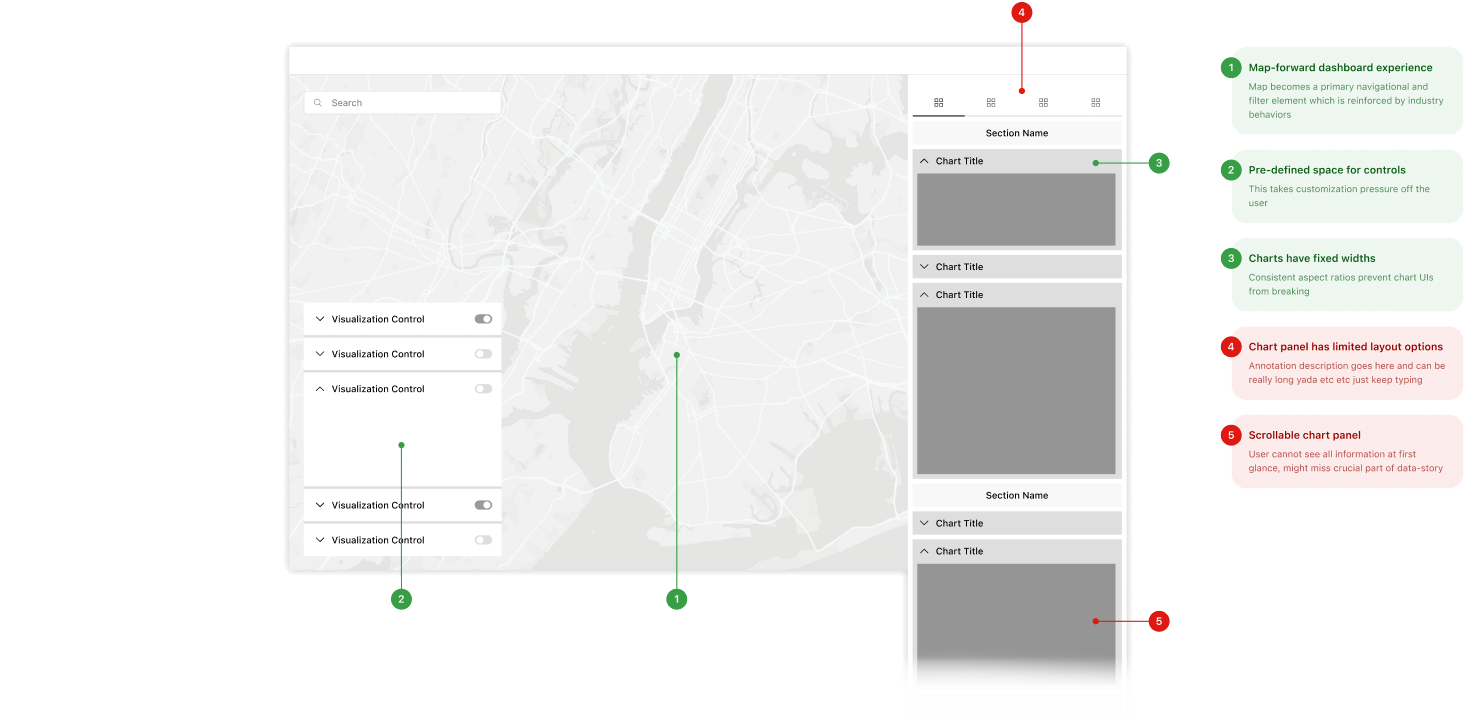 4
Search
Section Name
Chart Title
3
Chart Title
Chart Title
Visualization Control
Visualization Control
Visualization Control
Visualization Control
Visualization Control
Section Name
Chart Title
Chart Title
2
1
5
1
Map-forward dashboard experience
Map becomes a primary navigational and
filter element which is reinforced by industry
behaviors
2
Pre-defined space for controls
This takes customization pressure off the
user
3
Charts have fixed widths
Consistent aspect ratios prevent chart UIs
from breaking
4
Chart panel has limited layout options
Annotation description goes here and can be
really long yada etc etc just keep typing
5
Scrollable chart panel
User cannot see all information at first
glance, might miss crucial part of data-story